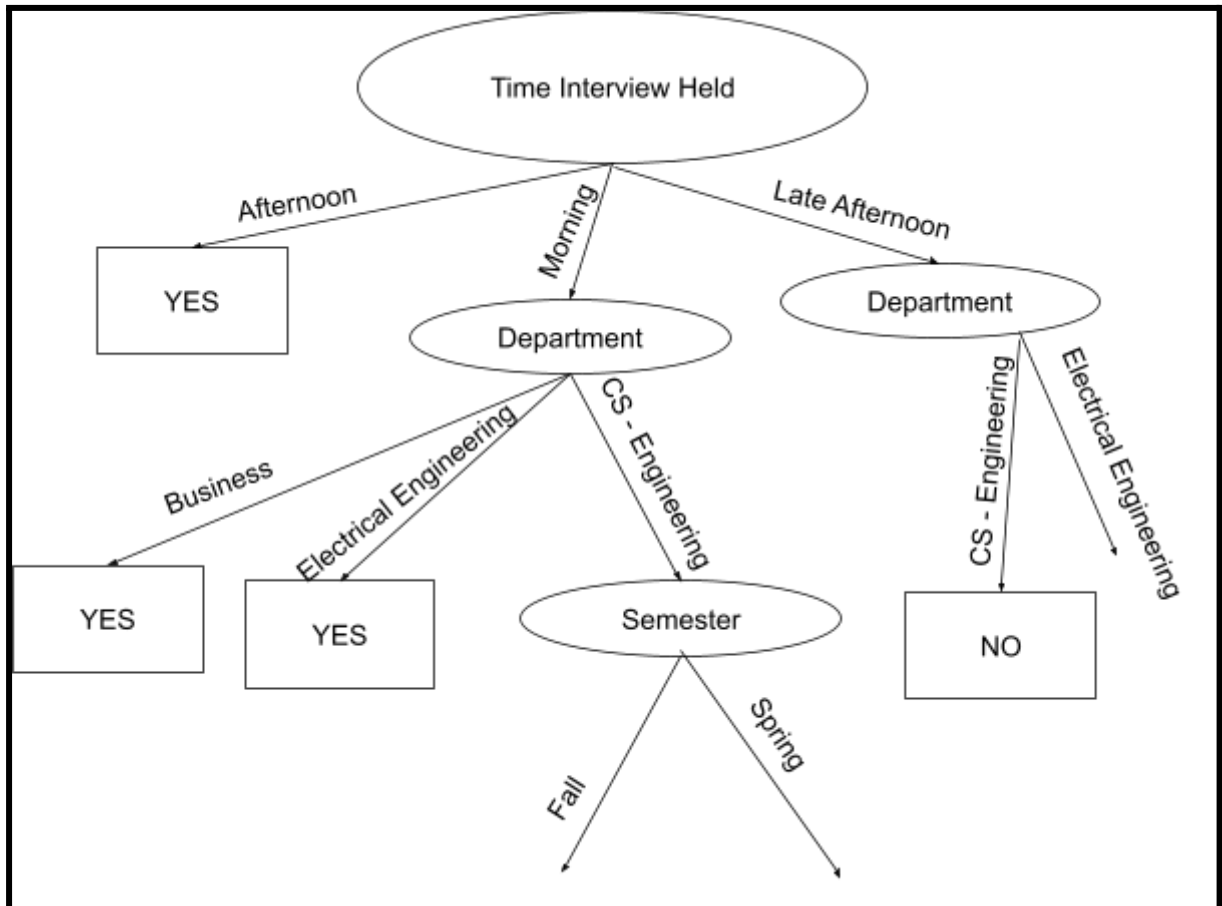 Time Interview Held
Afternoon
Morning
Late Afternoon
YES
Department
Department
Business
Electrical Engineering
CS - Engineering
CS - Engineering
Electrical Engineering
YES
YES
Semester
NO
Fall
Spring